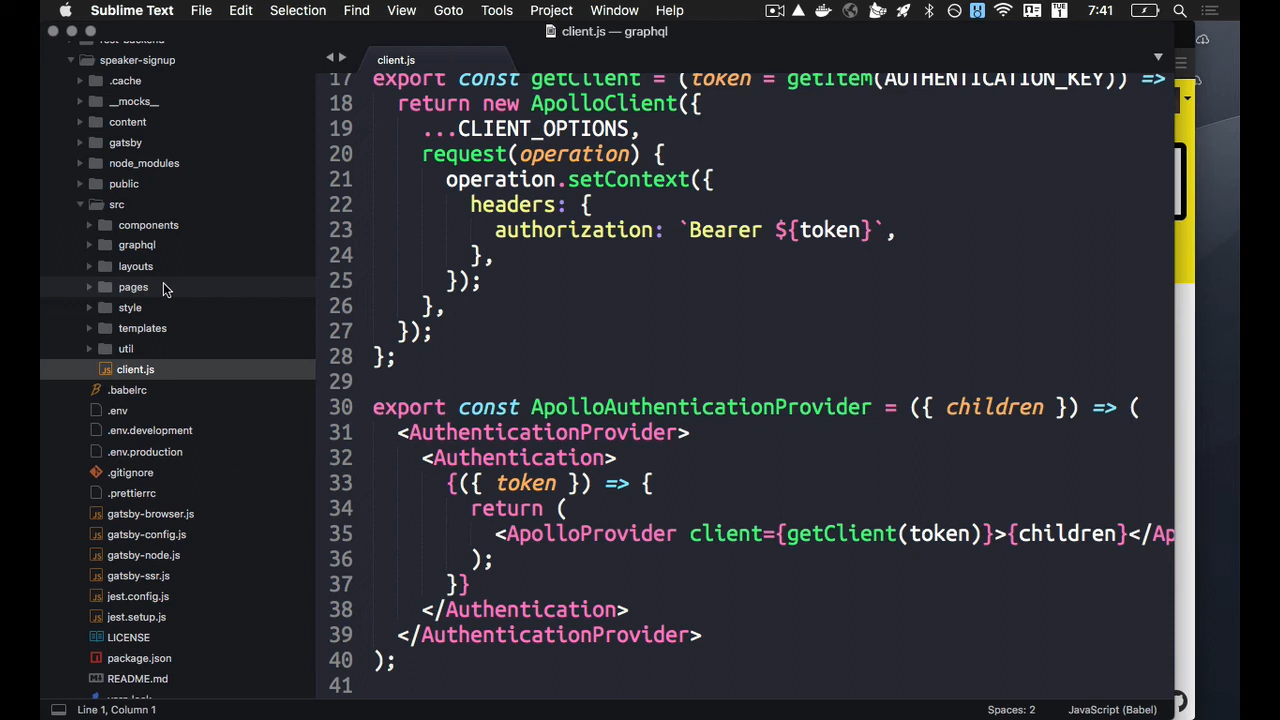 Sublime Text File Edit Selection Find View Goto Tools Project Window Help TUE 1 7:41
client.js — graphql
test-backend
speaker-signup
.cache
__mocks__
content
gatsby
node_modules
public
src
components
graphql
layouts
pages
style
templates
util
client.js
.babelrc
.env
.env.development
.env.production
.gitignore
.prettierrc
gatsby-browser.js
gatsby-config.js
gatsby-node.js
gatsby-ssr.js
jest.config.js
jest.setup.js
LICENSE
package.json
README.md
yarn.lock
client.js
17 export const getClient = (token = getItem(AUTHENTICATION_KEY)) =>
18 return new ApolloClient({
19 ...CLIENT_OPTIONS,
20 request(operation) {
21 operation.setContext({
22 headers: {
23 authorization: `Bearer ${token}`,
24 },
25 });
26 },
27 });
28 };
29
30 export const ApolloAuthenticationProvider = ({ children }) => (
31 <AuthenticationProvider>
32 <Authentication>
33 {({ token }) => {
34 return (
35 <ApolloProvider client={getClient(token)}>{children}</Ap
36 );
37 }}
38 </Authentication>
39 </AuthenticationProvider>
40 );
41
Line 1, Column 1 Spaces: 2 JavaScript (Babel)